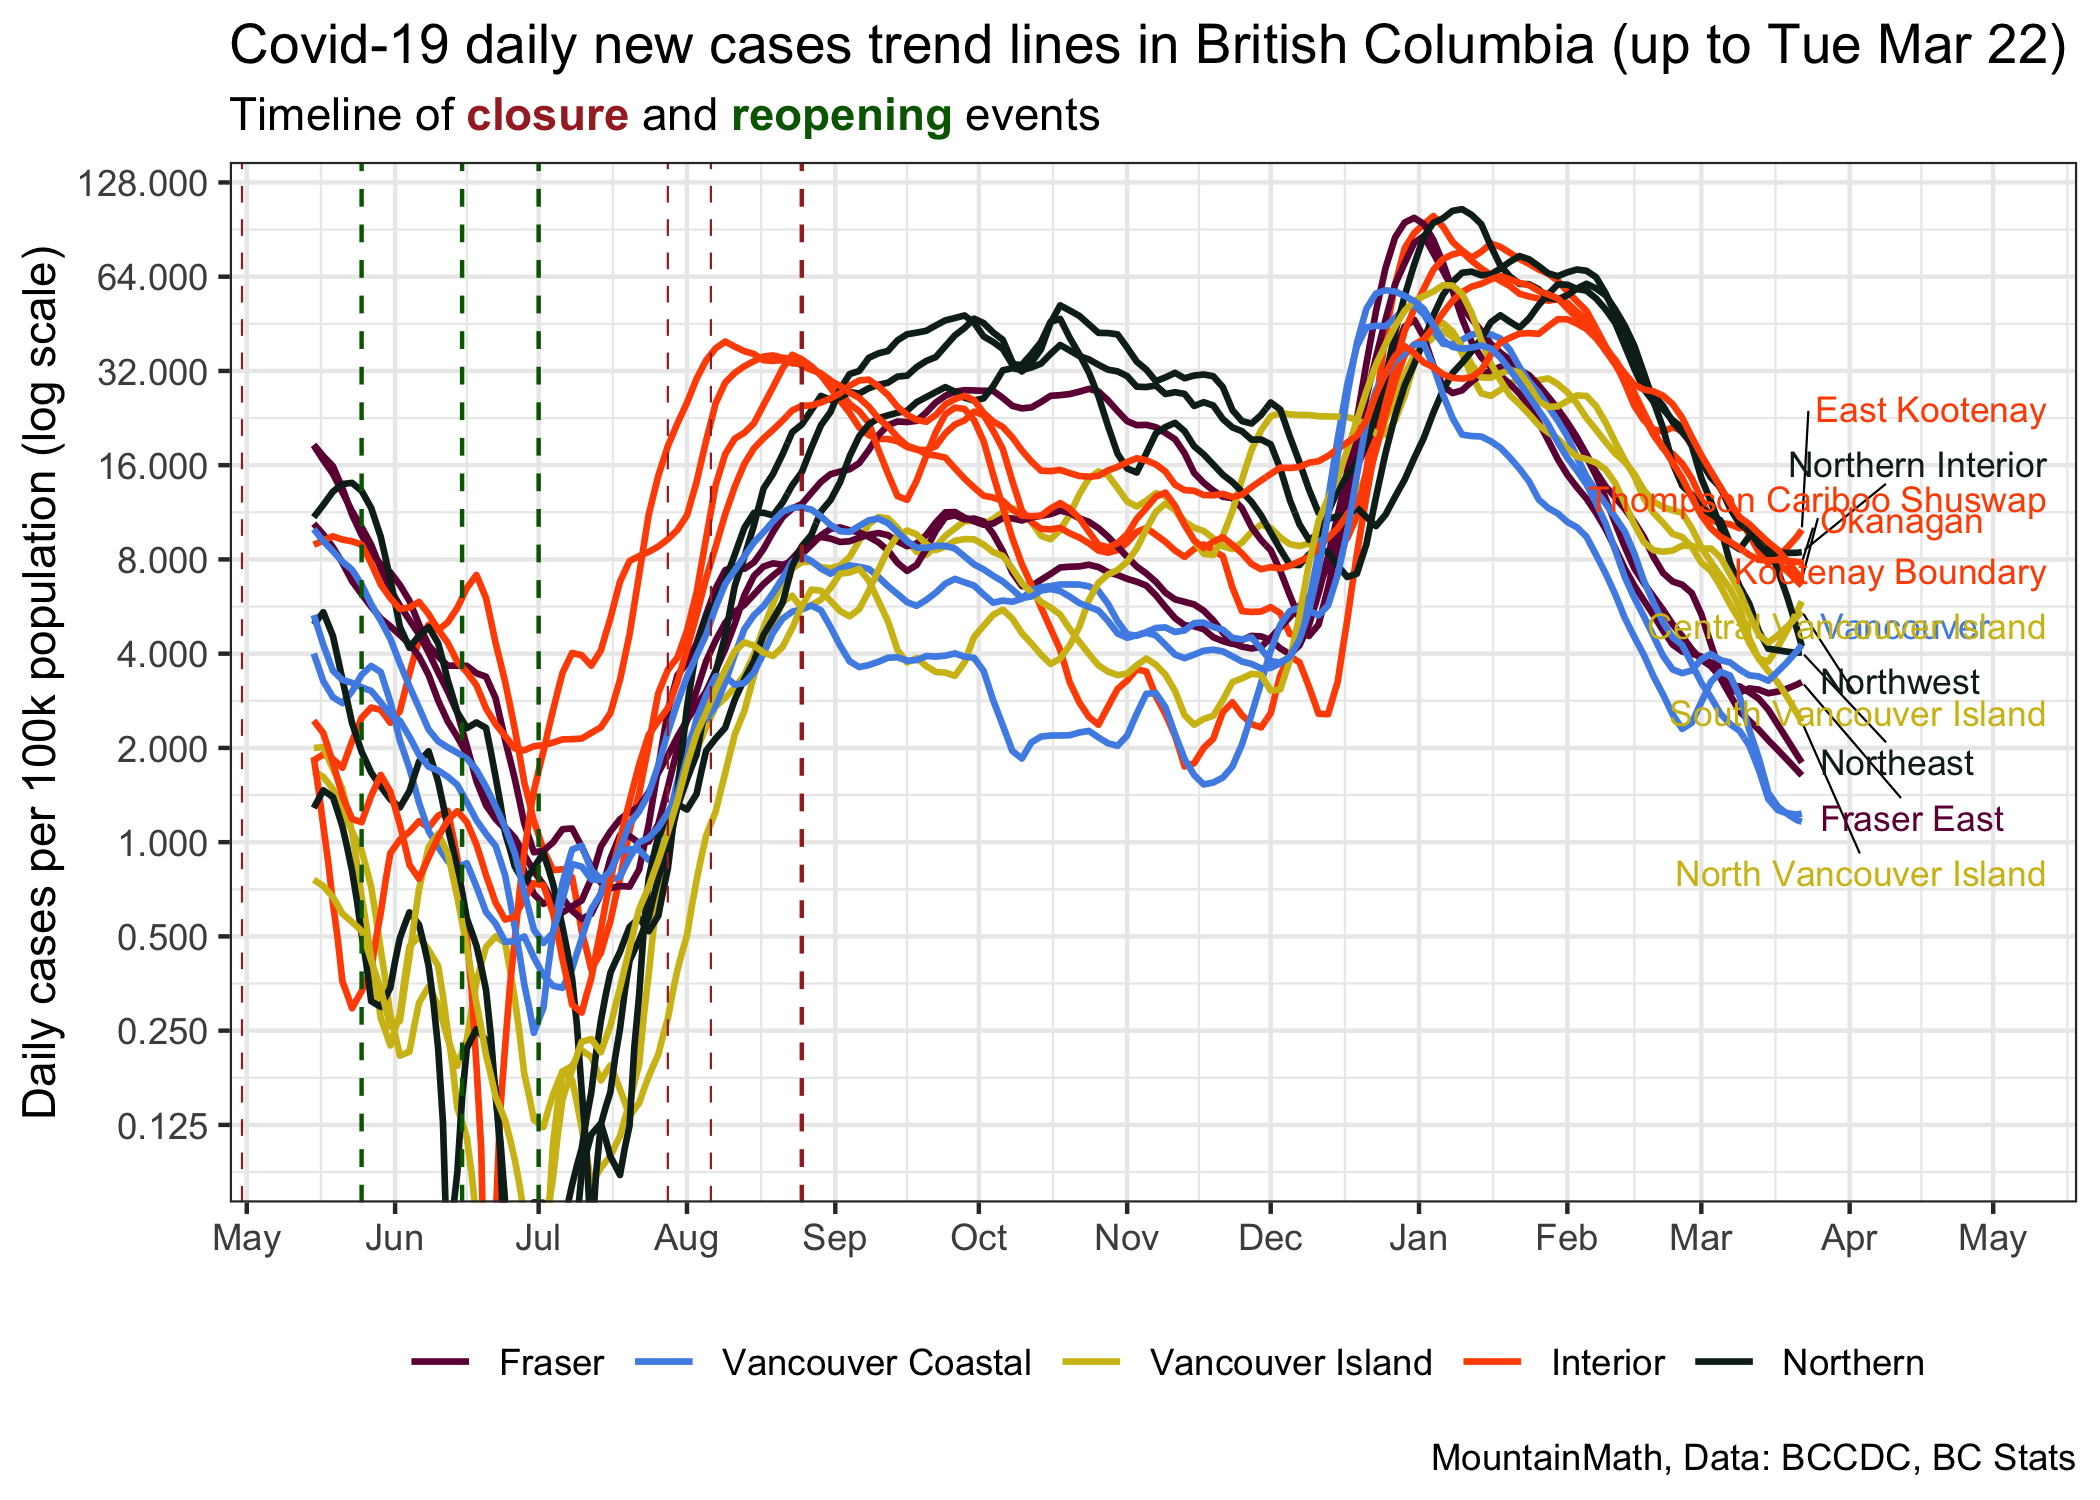 Covid-19 daily new cases trend lines in British Columbia (up to Tue Mar 22)
Timeline of closure and reopening events
Daily cases per 100k population (log scale)
128.000
64.000
32.000
16.000
8.000
4.000
2.000
1.000
0.500
0.250
0.125
East Kootenay
Northern Interior
Thompson Cariboo Shuswap
Okanagan
Kootenay Boundary
Central Vancouver Island
Vancouver
Northwest
South Vancouver Island
Northeast
Fraser East
North Vancouver Island
May Jun Jul Aug Sep Oct Nov Dec Jan Feb Mar Apr May
Fraser Vancouver Coastal Vancouver Island Interior Northern
MountainMath, Data: BCCDC, BC Stats